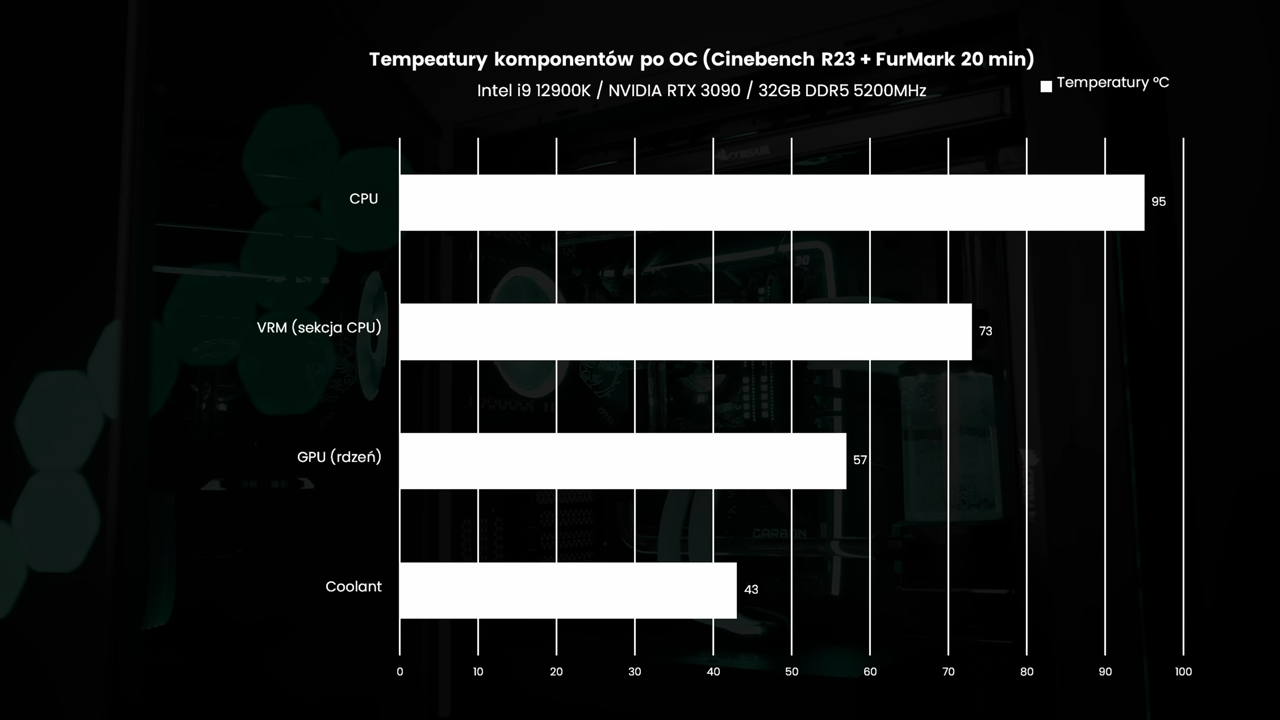 Tempeatury komponentów po OC (Cinebench R23 + FurMark 20 min)
Intel i9 12900K / NVIDIA RTX 3090 / 32GB DDR5 5200MHz
Temperatury °C
CPU
95
VRM (sekcja CPU)
73
GPU (rdzeń)
57
CARBON
Coolant
43
0 10 20 30 40 50 60 70 80 90 100